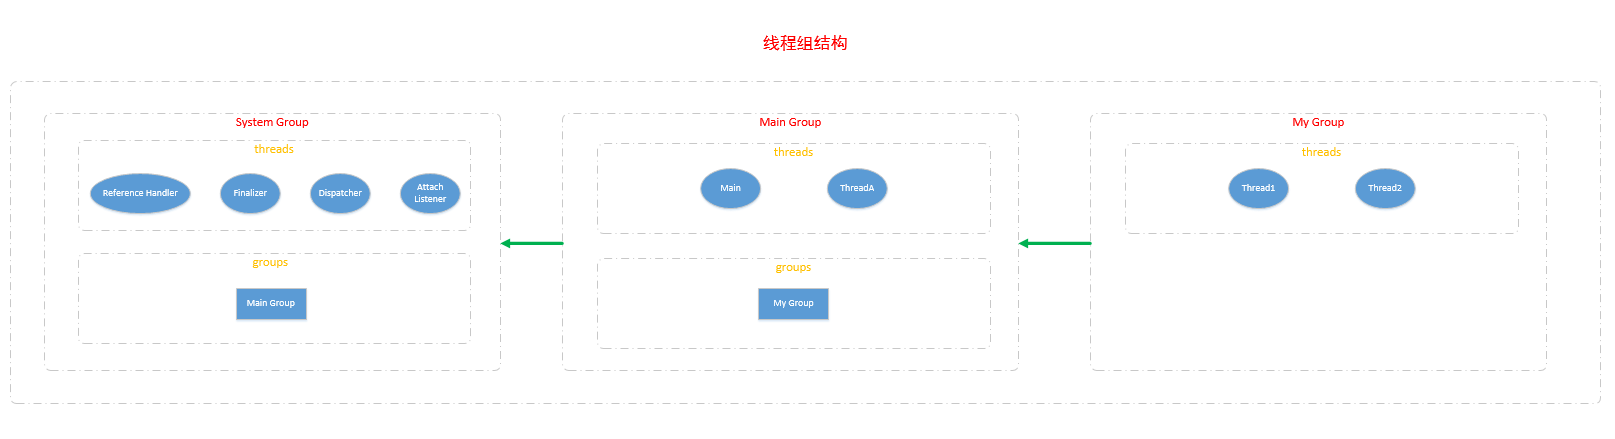 线程组结构
System Group
threads
Reference Handler
Finalizer
Dispatcher
Attach
Listener
groups
Main Group
Main Group
threads
Main
ThreadA
groups
My Group
My Group
threads
Thread1
Thread2